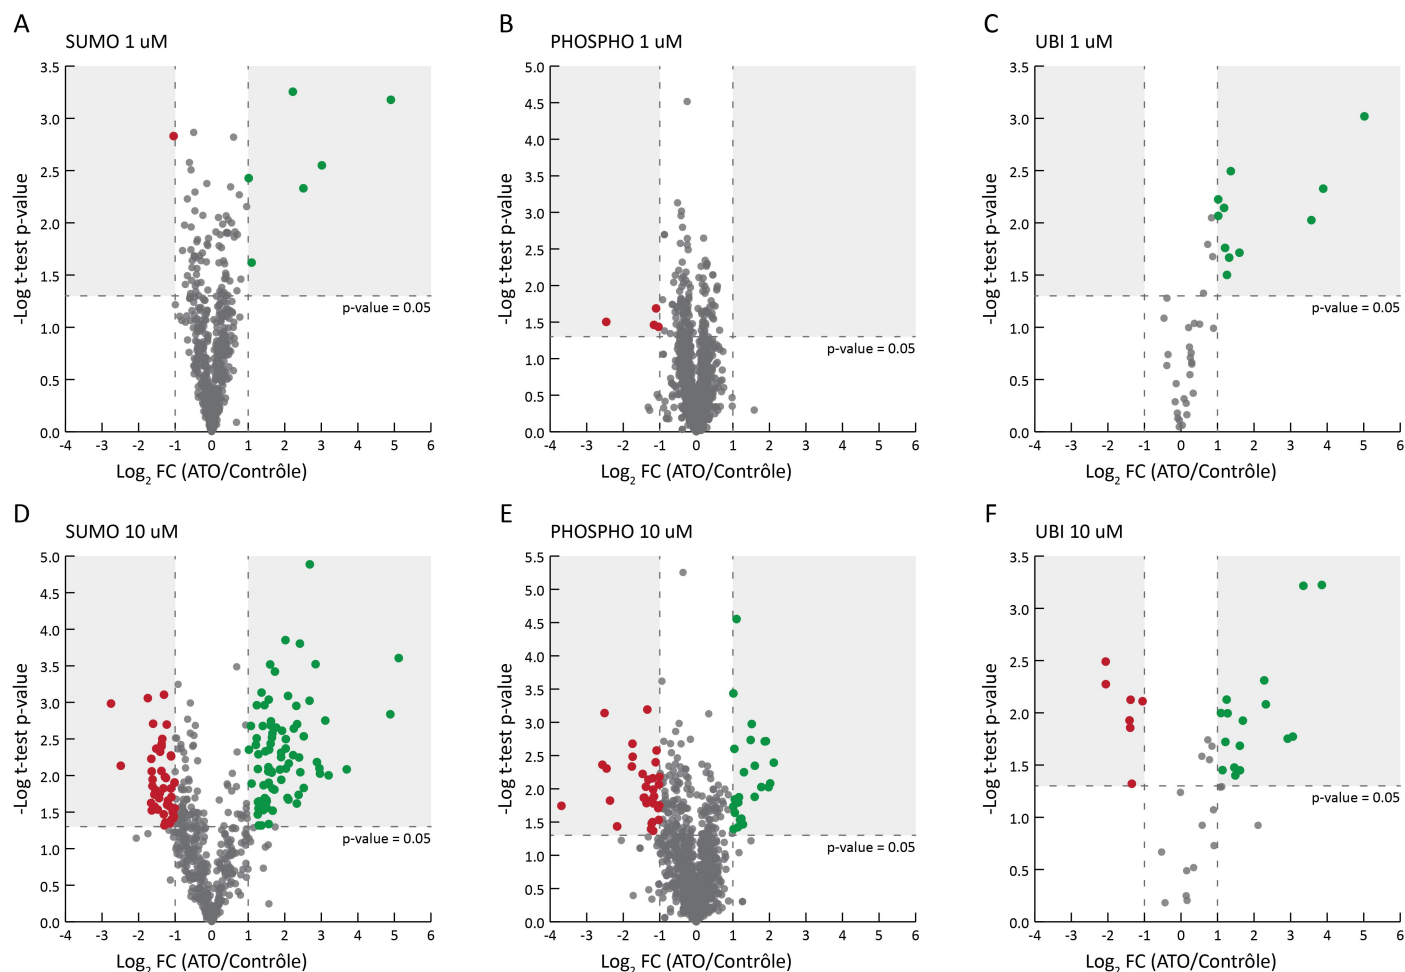 A
SUMO 1 uM
3.5
3.0
2.5
2.0
1.5
1.0
0.5
0.0
-Log t-test p-value
p-value = 0.05
-4 -3 -2 -1 0 1 2 3 4 5 6
Log2 FC (ATO/Contrôle)
B
PHOSPHO 1 uM
5.0
4.5
4.0
3.5
3.0
2.5
2.0
1.5
1.0
0.5
0.0
-Log t-test p-value
p-value = 0.05
-4 -3 -2 -1 0 1 2 3 4 5 6
Log2 FC (ATO/Contrôle)
C
UBI 1 uM
3.5
3.0
2.5
2.0
1.5
1.0
0.5
0.0
-Log t-test p-value
p-value = 0.05
-4 -3 -2 -1 0 1 2 3 4 5 6
Log2 FC (ATO/Contrôle)
D
SUMO 10 uM
5.0
4.5
4.0
3.5
3.0
2.5
2.0
1.5
1.0
0.5
0.0
-Log t-test p-value
p-value = 0.05
-4 -3 -2 -1 0 1 2 3 4 5 6
Log2 FC (ATO/Contrôle)
E
PHOSPHO 10 uM
5.5
5.0
4.5
4.0
3.5
3.0
2.5
2.0
1.5
1.0
0.5
0.0
-Log t-test p-value
p-value = 0.05
-4 -3 -2 -1 0 1 2 3 4 5 6
Log2 FC (ATO/Contrôle)
F
UBI 10 uM
3.5
3.0
2.5
2.0
1.5
1.0
0.5
0.0
-Log t-test p-value
p-value = 0.05
-4 -3 -2 -1 0 1 2 3 4 5 6
Log2 FC (ATO/Contrôle)